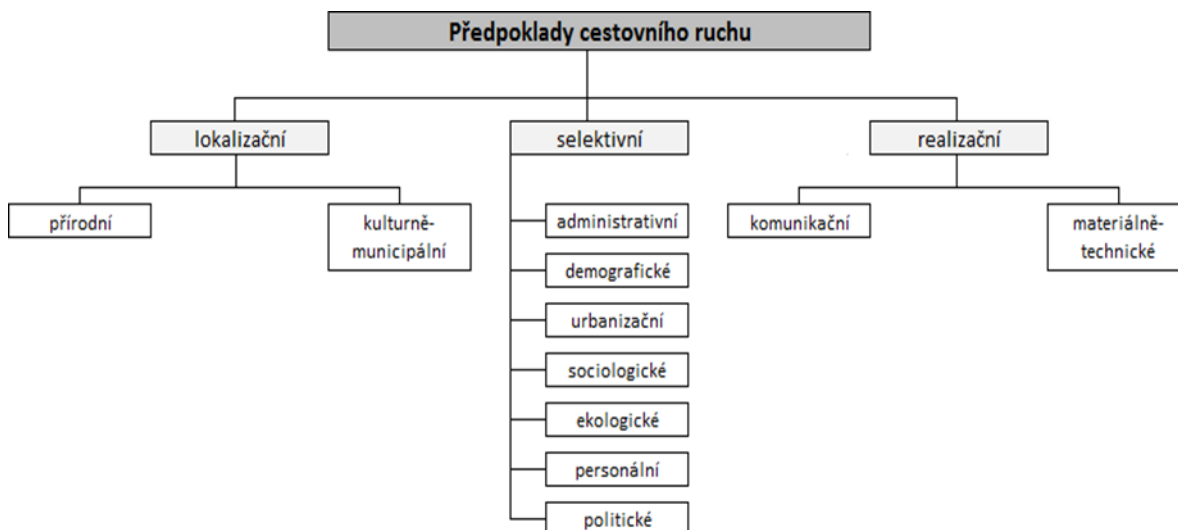 Předpoklady cestovního ruchu
lokalizační
selektivní
realizační
přírodní
kulturně-
municipální
administrativní
demografické
urbanizační
sociologické
ekologické
personální
politické
komunikační
materiálně-
technické